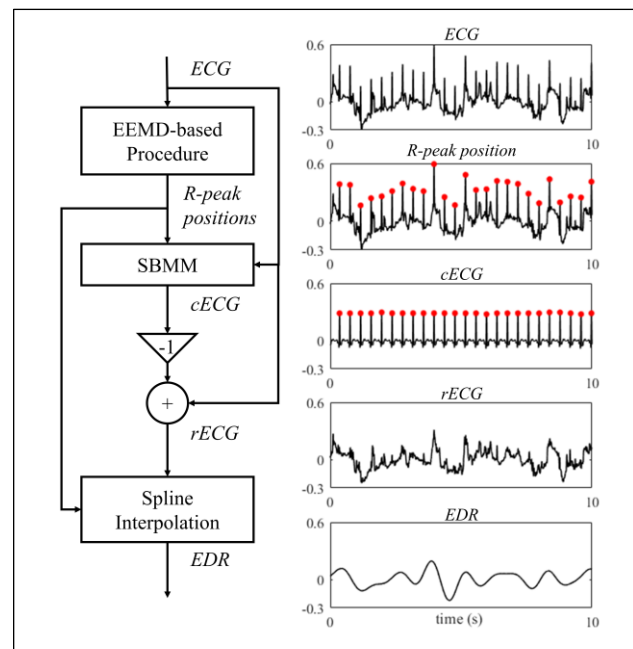 ECG
EEMD-based
Procedure
R-peak
positions
SBMM
cECG
-1
+
rECG
Spline
Interpolation
EDR
ECG
0.6
0
-0.3
0
10
R-peak position
0.6
0
-0.3
0
10
cECG
0.6
0
-0.3
0
10
rECG
0.6
0
-0.3
0
10
EDR
0.6
0
-0.3
0
time (s)
10